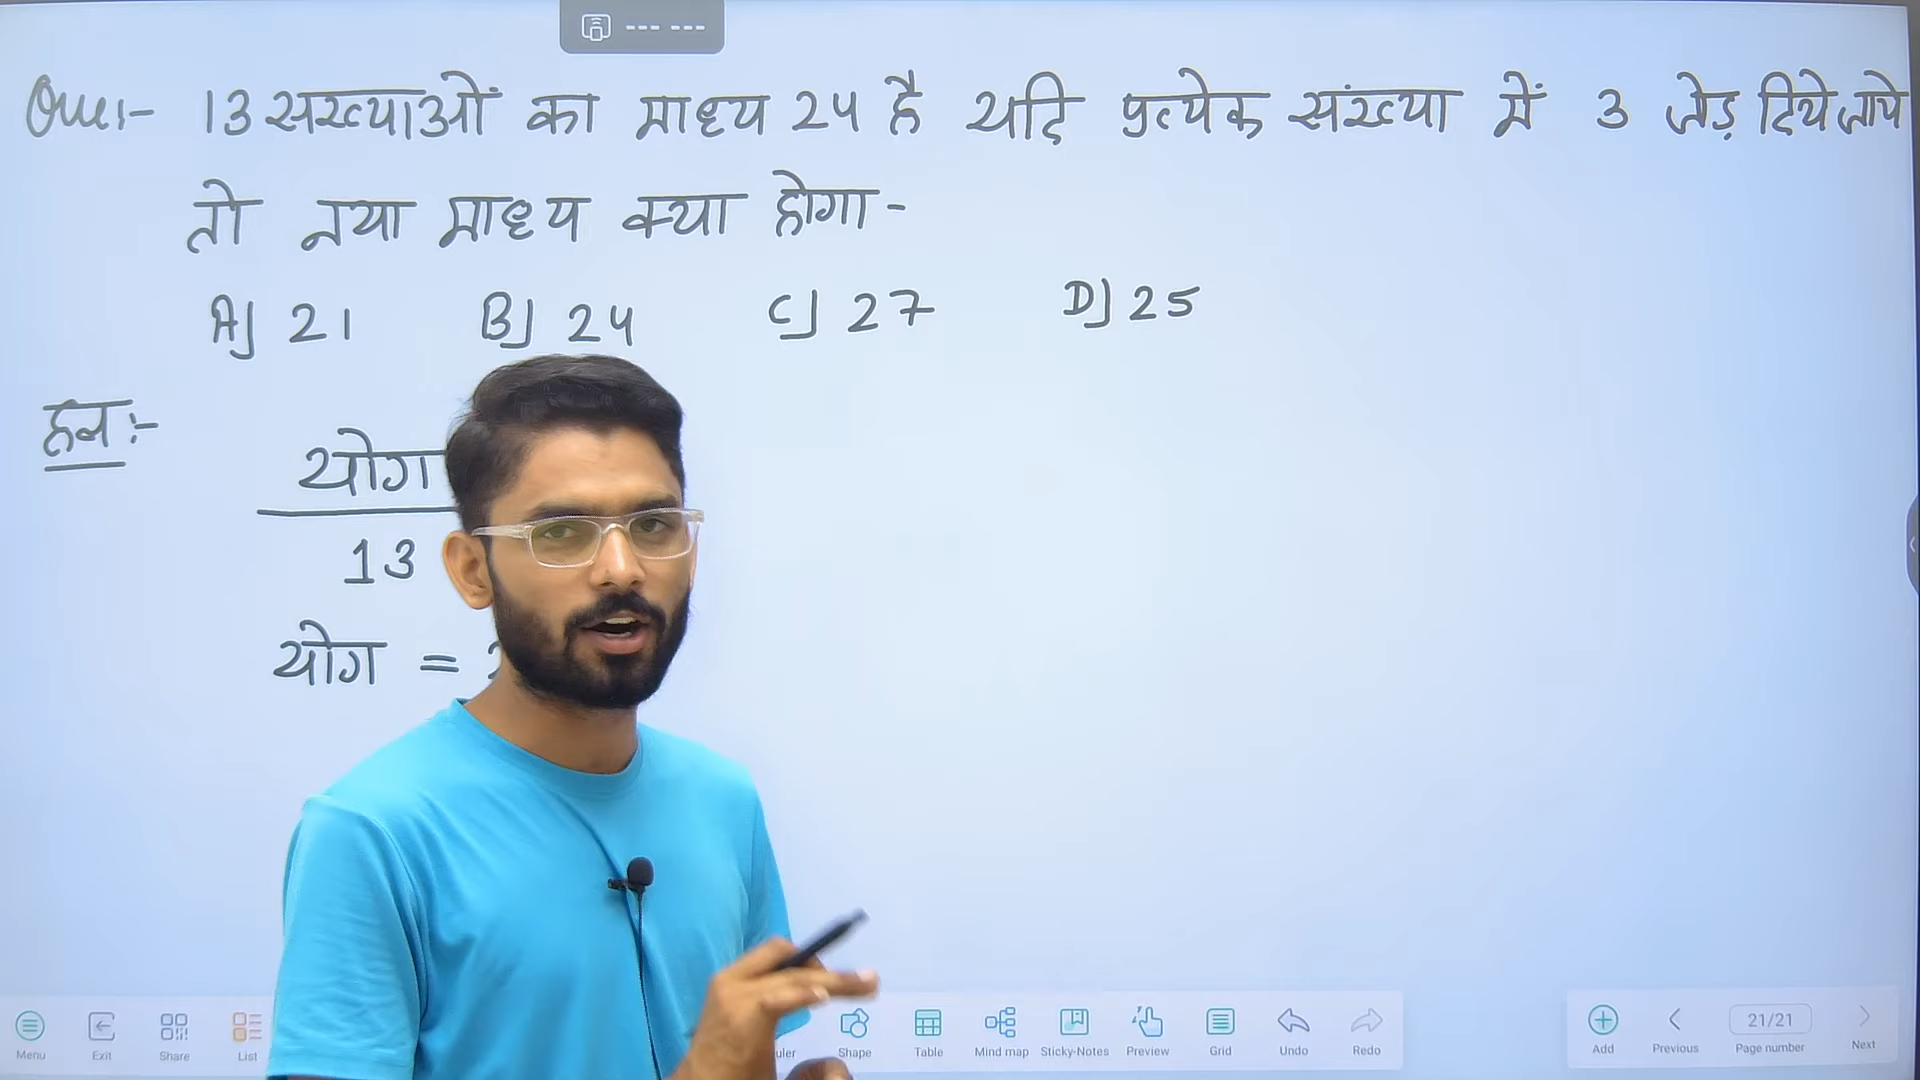 Que:- 13 सख्याओं का माध्य 24 है यदि प्रत्येक संख्या में 3 जोड़ दिये जाये
तो नया माध्य क्या होगा -
A) 21 B) 24 C) 27 D) 25
हल :-
योग
13
योग =
Menu Exit Share List Shape Table Mind map Sticky-Notes Preview Grid Undo Redo Add Previous 21/21 Page number Next